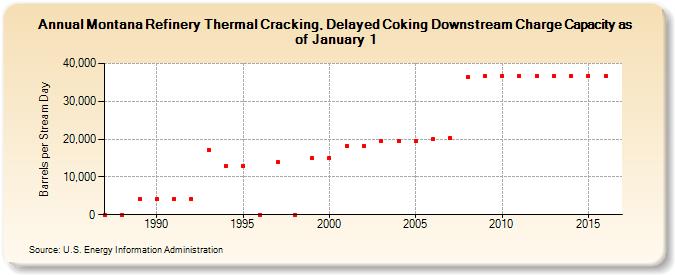 Annual Montana Refinery Thermal Cracking, Delayed Coking Downstream Charge Capacity as
of January 1
Barrels per Stream Day
40,000
30,000
20,000
10,000
0
1990
1995
2000
2005
2010
2015
Source: U.S. Energy Information Administration